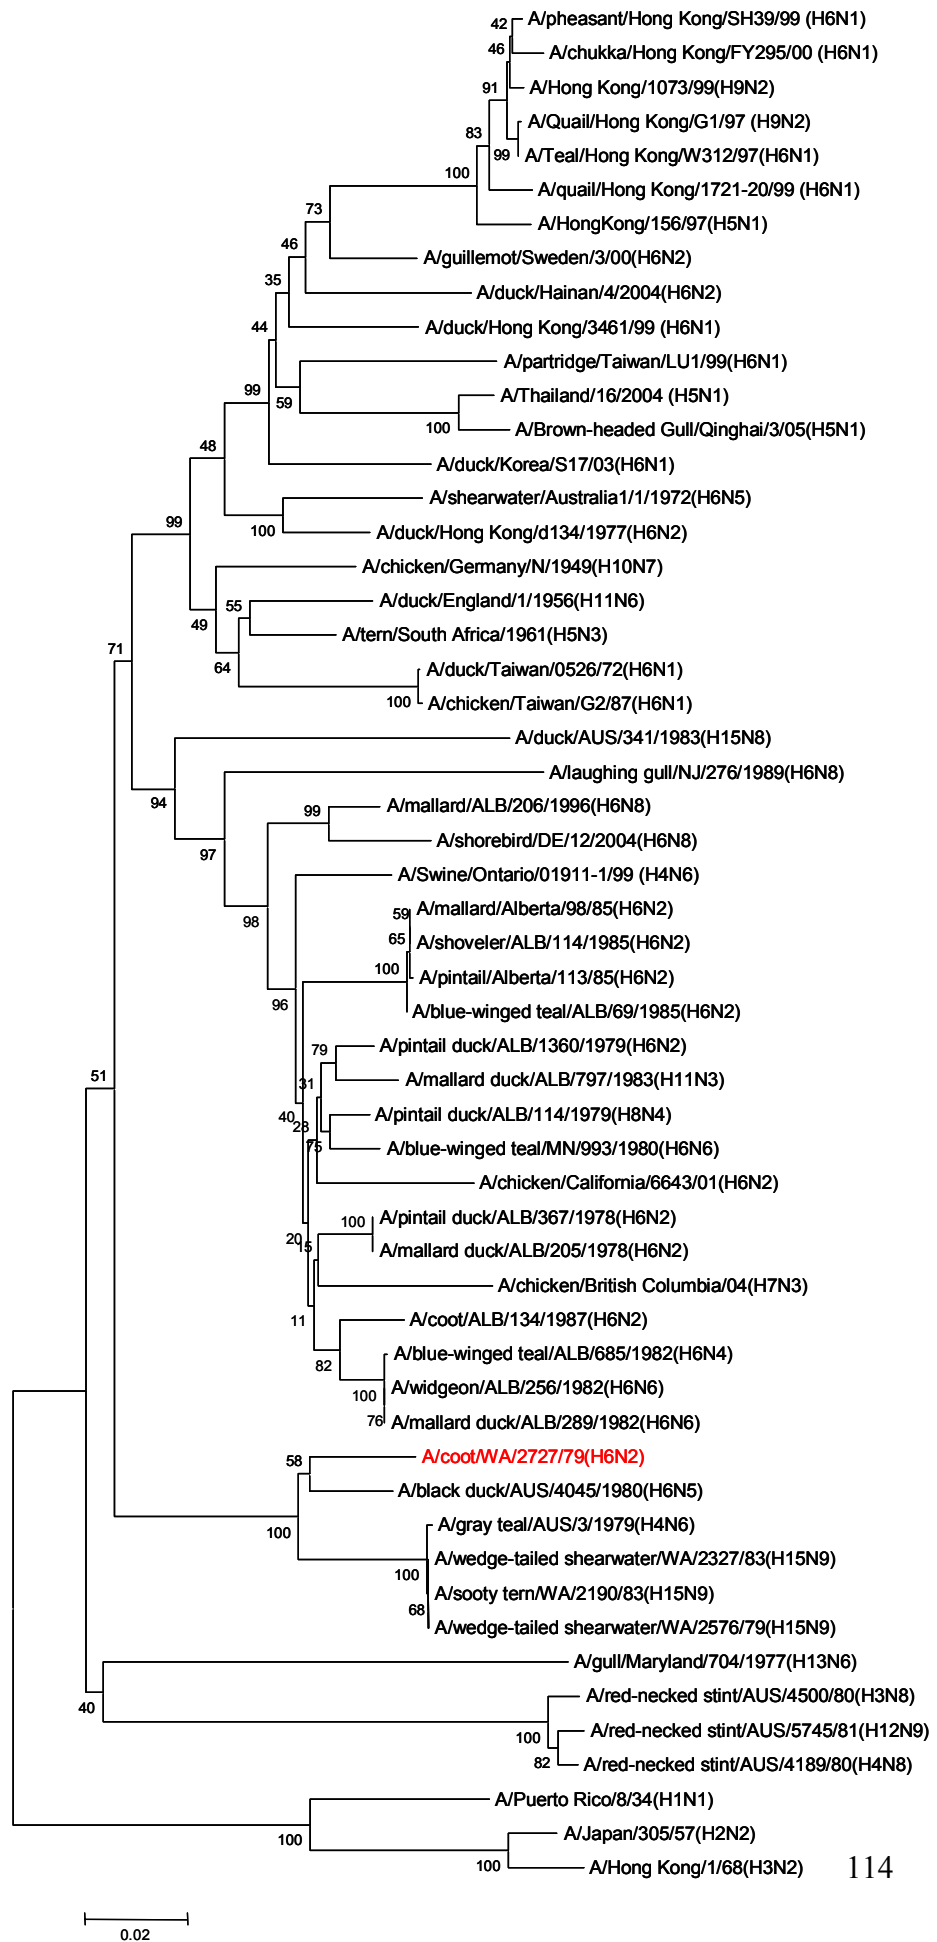 42
A/pheasant/Hong Kong/SH39/99 (H6N1)
46
A/chukka/Hong Kong/FY295/00 (H6N1)
91
A/Hong Kong/1073/99(H9N2)
83
A/Quail/Hong Kong/G1/97 (H9N2)
99
A/Teal/Hong Kong/W312/97(H6N1)
100
A/quail/Hong Kong/1721-20/99 (H6N1)
73
A/HongKong/156/97(H5N1)
46
A/guillemot/Sweden/3/00(H6N2)
35
A/duck/Hainan/4/2004(H6N2)
44
A/duck/Hong Kong/3461/99 (H6N1)
A/partridge/Taiwan/LU1/99(H6N1)
99
59
A/Thailand/16/2004 (H5N1)
100
A/Brown-headed Gull/Qinghai/3/05(H5N1)
48
A/duck/Korea/S17/03(H6N1)
A/shearwater/Australia1/1/1972(H6N5)
99
100
A/duck/Hong Kong/d134/1977(H6N2)
A/chicken/Germany/N/1949(H10N7)
55
A/duck/England/1/1956(H11N6)
49
A/tern/South Africa/1961(H5N3)
71
64
A/duck/Taiwan/0526/72(H6N1)
100
A/chicken/Taiwan/G2/87(H6N1)
A/duck/AUS/341/1983(H15N8)
A/laughing gull/NJ/276/1989(H6N8)
94
99
A/mallard/ALB/206/1996(H6N8)
97
A/shorebird/DE/12/2004(H6N8)
A/Swine/Ontario/01911-1/99 (H4N6)
98
59
A/mallard/Alberta/98/85(H6N2)
65
A/shoveler/ALB/114/1985(H6N2)
100
A/pintail/Alberta/113/85(H6N2)
96
A/blue-winged teal/ALB/69/1985(H6N2)
79
A/pintail duck/ALB/1360/1979(H6N2)
51
31
A/mallard duck/ALB/797/1983(H11N3)
40
28
A/pintail duck/ALB/114/1979(H8N4)
75
A/blue-winged teal/MN/993/1980(H6N6)
A/chicken/California/6643/01(H6N2)
100
A/pintail duck/ALB/367/1978(H6N2)
20
15
A/mallard duck/ALB/205/1978(H6N2)
A/chicken/British Columbia/04(H7N3)
11
A/coot/ALB/134/1987(H6N2)
82
A/blue-winged teal/ALB/685/1982(H6N4)
100
A/widgeon/ALB/256/1982(H6N6)
76
A/mallard duck/ALB/289/1982(H6N6)
58
A/coot/WA/2727/79(H6N2)
A/black duck/AUS/4045/1980(H6N5)
100
A/gray teal/AUS/3/1979(H4N6)
A/wedge-tailed shearwater/WA/2327/83(H15N9)
100
A/sooty tern/WA/2190/83(H15N9)
68
A/wedge-tailed shearwater/WA/2576/79(H15N9)
A/gull/Maryland/704/1977(H13N6)
40
A/red-necked stint/AUS/4500/80(H3N8)
100
A/red-necked stint/AUS/5745/81(H12N9)
82
A/red-necked stint/AUS/4189/80(H4N8)
A/Puerto Rico/8/34(H1N1)
100
A/Japan/305/57(H2N2)
100
A/Hong Kong/1/68(H3N2)
114
0.02